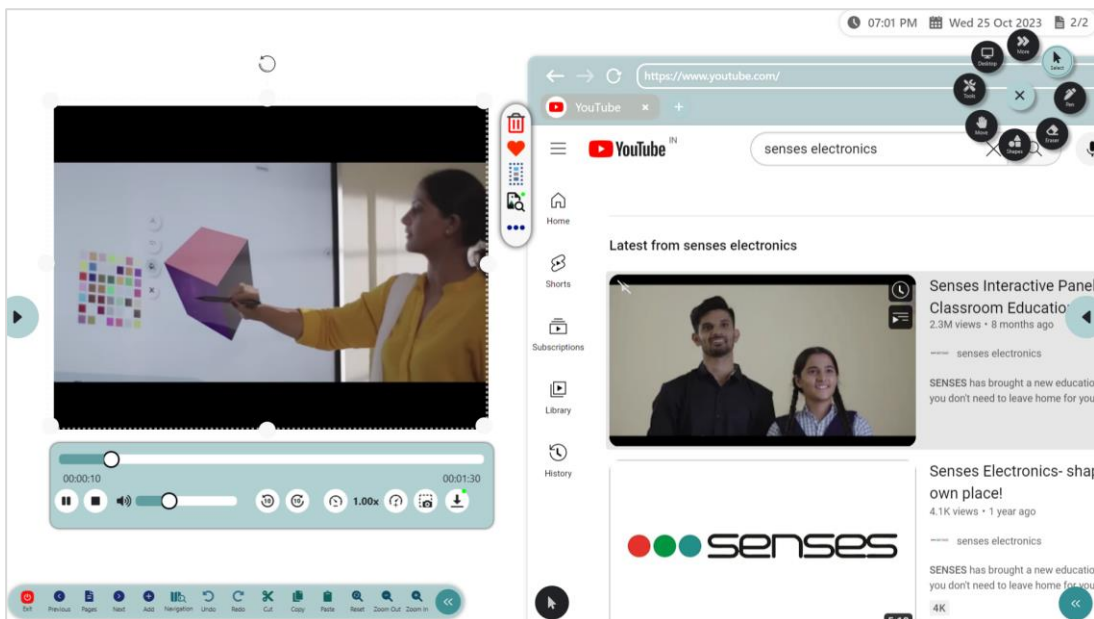 07:01 PM Wed 25 Oct 2023 2/2
More
Desktop
Select
https://www.youtube.com/
Tools
Pen
YouTube
Move
Eraser
Shapes
YouTube IN
senses electronics
Home
Latest from senses electronics
Shorts
Senses Interactive Panel
Classroom Education
2.3M views • 8 months ago
Subscriptions
senses electronics
SENSES has brought a new educatio
you don't need to leave home for you
Library
History
00:00:10 00:01:30
10 10 1.00x
Senses Electronics- shap
own place!
4.1K views • 1 year ago
senses
senses electronics
SENSES has brought a new educatio
you don't need to leave home for you
4K
Exit Previous Pages Next Add Navigation Undo Redo Cut Copy Paste Reset Zoom Out Zoom In